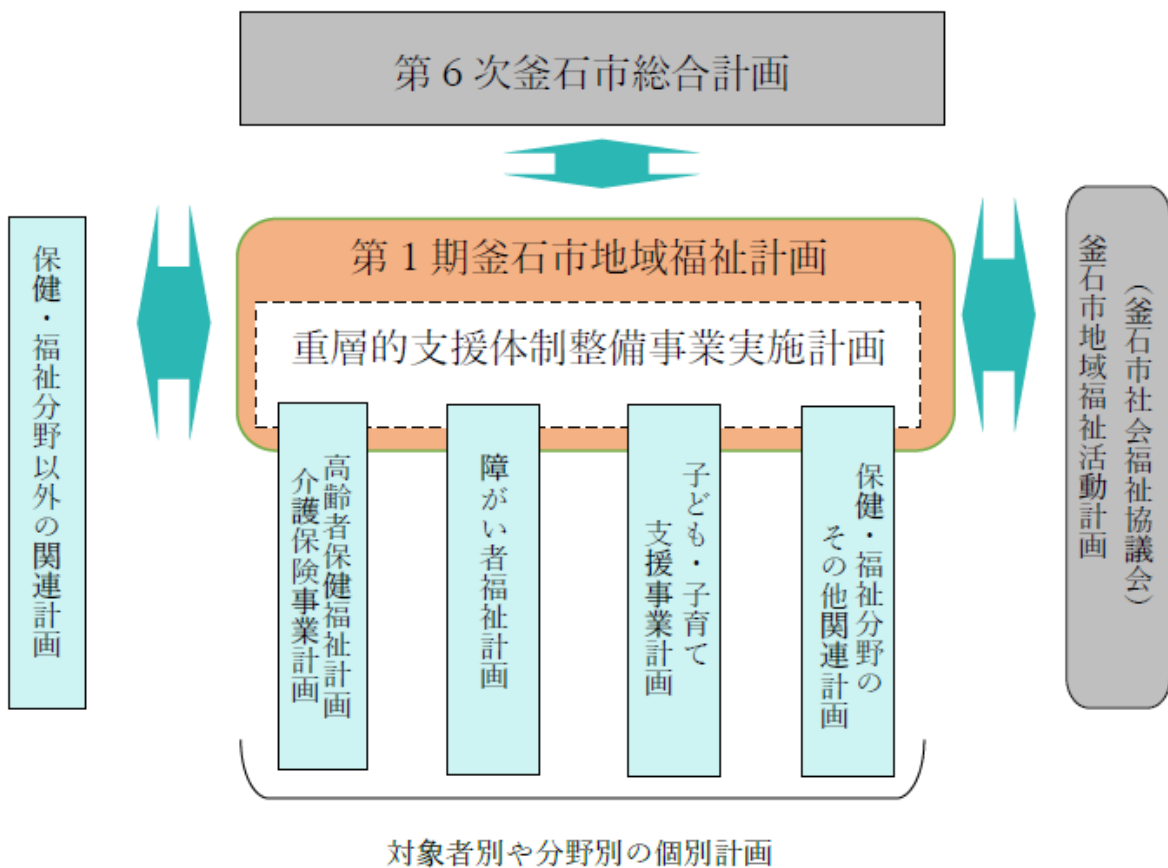 第6次釜石市総合計画
保健・福祉分野以外の関連計画
第1期釜石市地域福祉計画
重層的支援体制整備事業実施計画
高齢者保健福祉計画
介護保険事業計画
障がい者福祉計画
子ども・子育て
支援事業計画
保健・福祉分野の
その他関連計画
(釜石市社会福祉協議会)
釜石市地域福祉活動計画
対象者別や分野別の個別計画